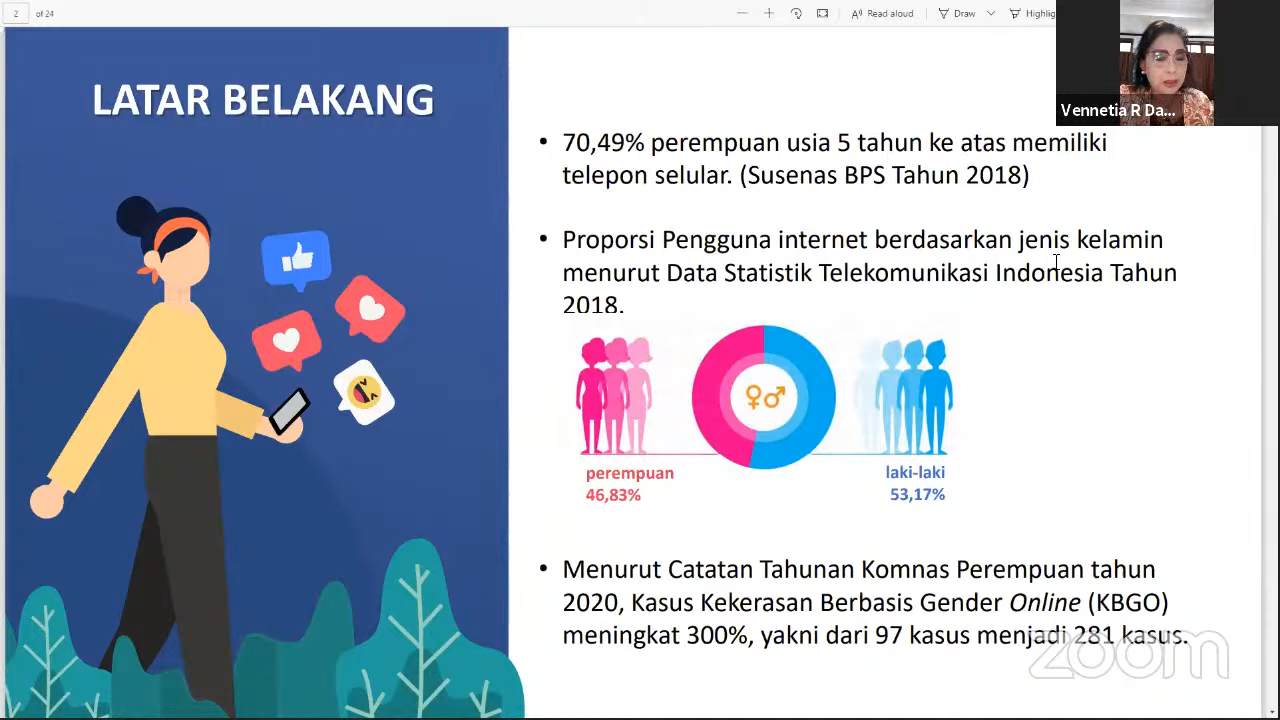 2 of 24
Read aloud
Draw
Highlig
Vennetia R Da...
LATAR BELAKANG
• 70,49% perempuan usia 5 tahun ke atas memiliki
telepon selular. (Susenas BPS Tahun 2018)
• Proporsi Pengguna internet berdasarkan jenis kelamin
menurut Data Statistik Telekomunikasi Indonesia Tahun
2018.
perempuan
46,83%
laki-laki
53,17%
• Menurut Catatan Tahunan Komnas Perempuan tahun
2020, Kasus Kekerasan Berbasis Gender Online (KBGO)
meningkat 300%, yakni dari 97 kasus menjadi 281 kasus.
zoom